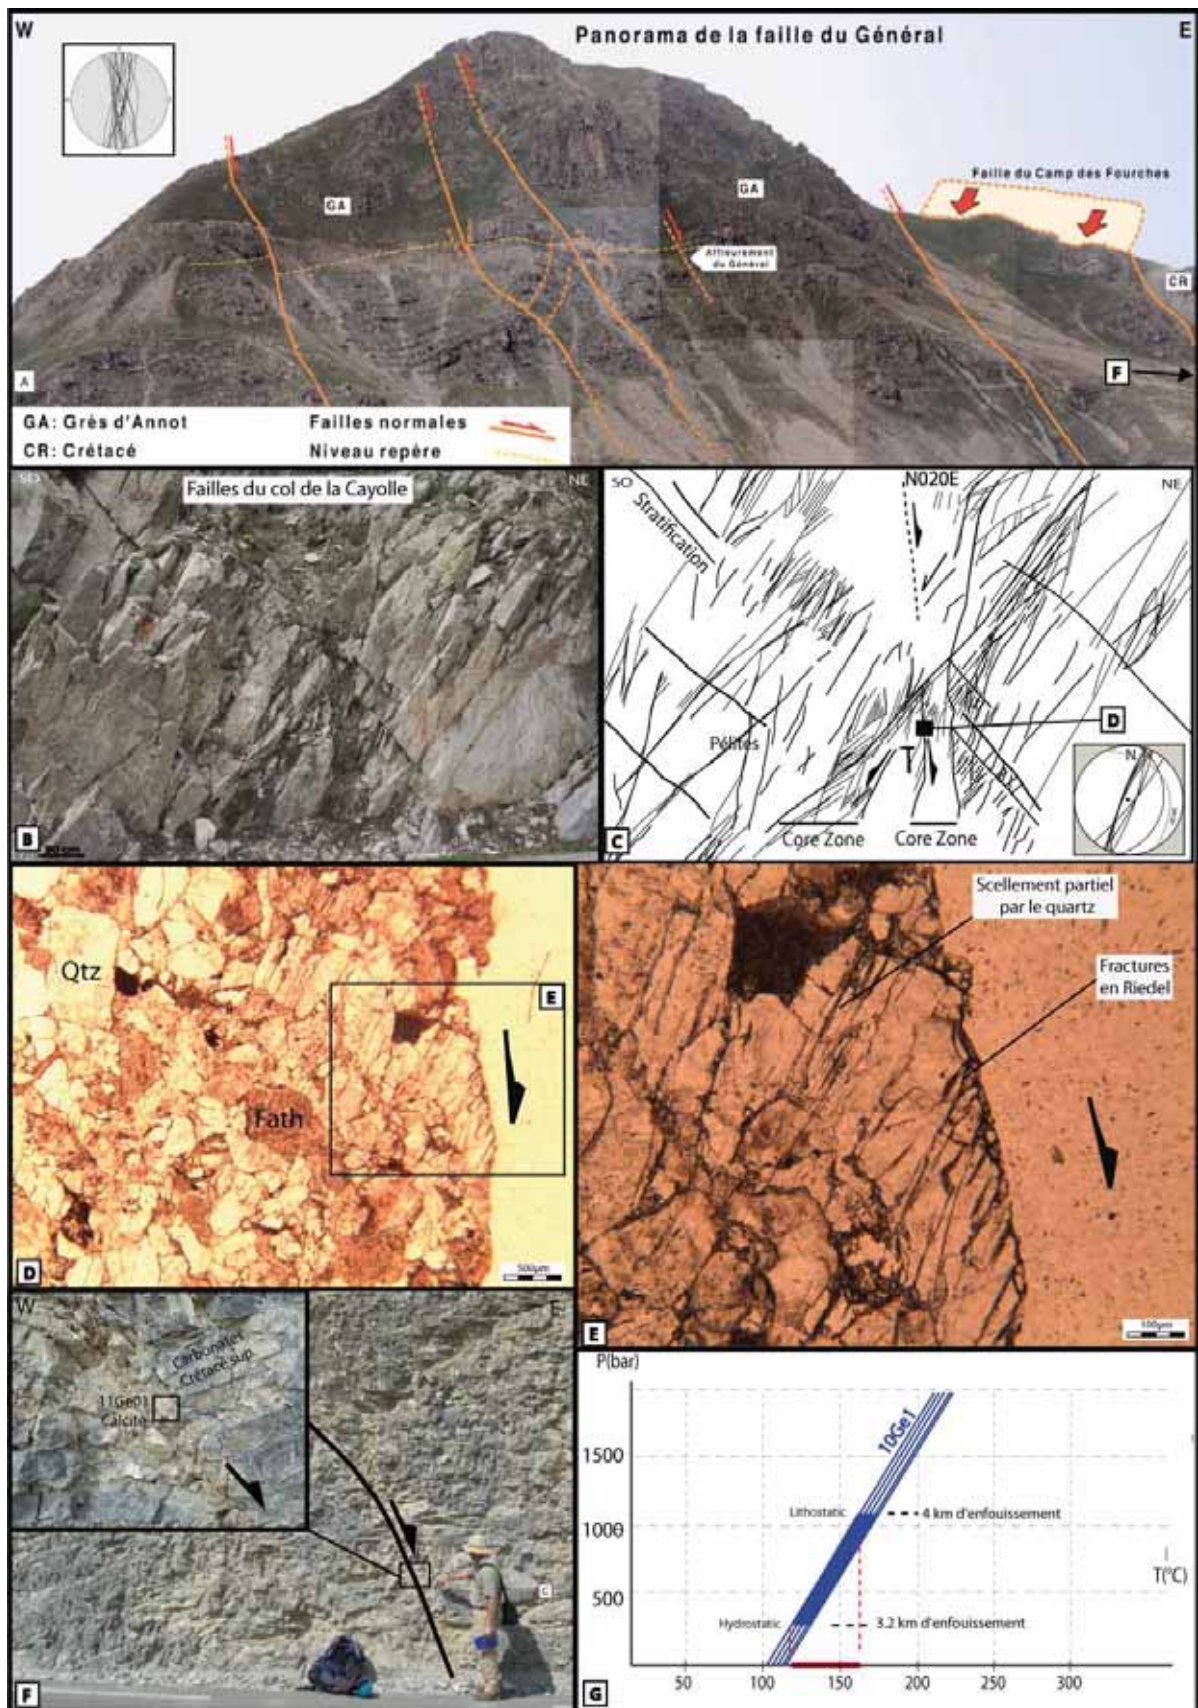 W
Panorama de la faille du Général
E
GA
GA
Faille du Camp des Fourches
Affleurement
du Général
CR
A
F
GA: Grès d'Annot
Failles normales
CR: Crétacé
Niveau repère
Failles du col de la Cayolle
NE
B
SO
N020E
NE
Stratification
Pélites
D
T
N
Core Zone
Core Zone
C
Qtz
E
Fath
D
500µm
Scellement partiel
par le quartz
Fractures
en Riedel
E
100µm
W
E
Carbonates
Crétacé sup
11Ge01
Calcite
F
P(bar)
10Ge1
1500
1000
500
Lithostatic
4 km d'enfouissement
Hydrostatic
3.2 km d'enfouissement
T(°C)
50
100
150
200
250
300
G